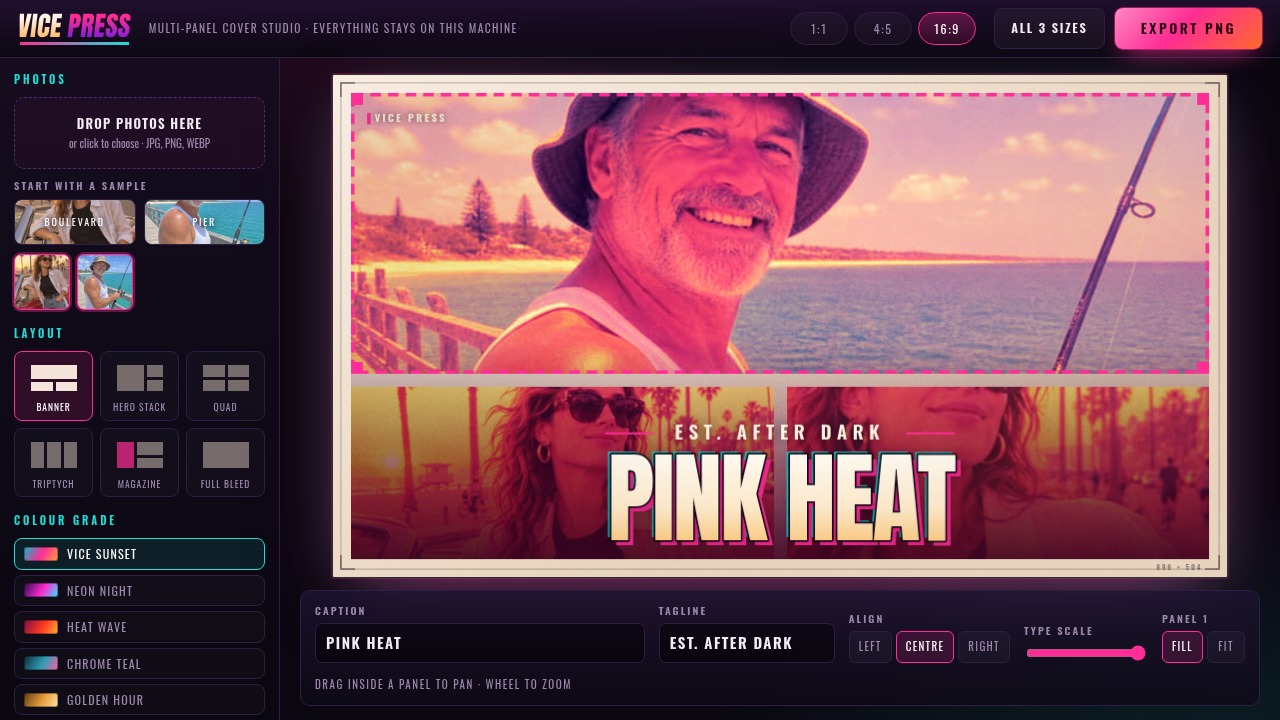 VICE PRESS
MULTI-PANEL COVER STUDIO · EVERYTHING STAYS ON THIS MACHINE
1:1
4:5
16:9
ALL 3 SIZES
EXPORT PNG
PHOTOS
DROP PHOTOS HERE
or click to choose · JPG, PNG, WEBP
START WITH A SAMPLE
BOULEVARD
PIER
LAYOUT
BANNER
HERO STACK
QUAD
TRIPTYCH
MAGAZINE
FULL BLEED
COLOUR GRADE
VICE SUNSET
NEON NIGHT
HEAT WAVE
CHROME TEAL
GOLDEN HOUR
VICE PRESS
EST. AFTER DARK
PINK HEAT
896 × 504
CAPTION
PINK HEAT
TAGLINE
EST. AFTER DARK
ALIGN
LEFT
CENTRE
RIGHT
TYPE SCALE
PANEL 1
FILL
FIT
DRAG INSIDE A PANEL TO PAN · WHEEL TO ZOOM